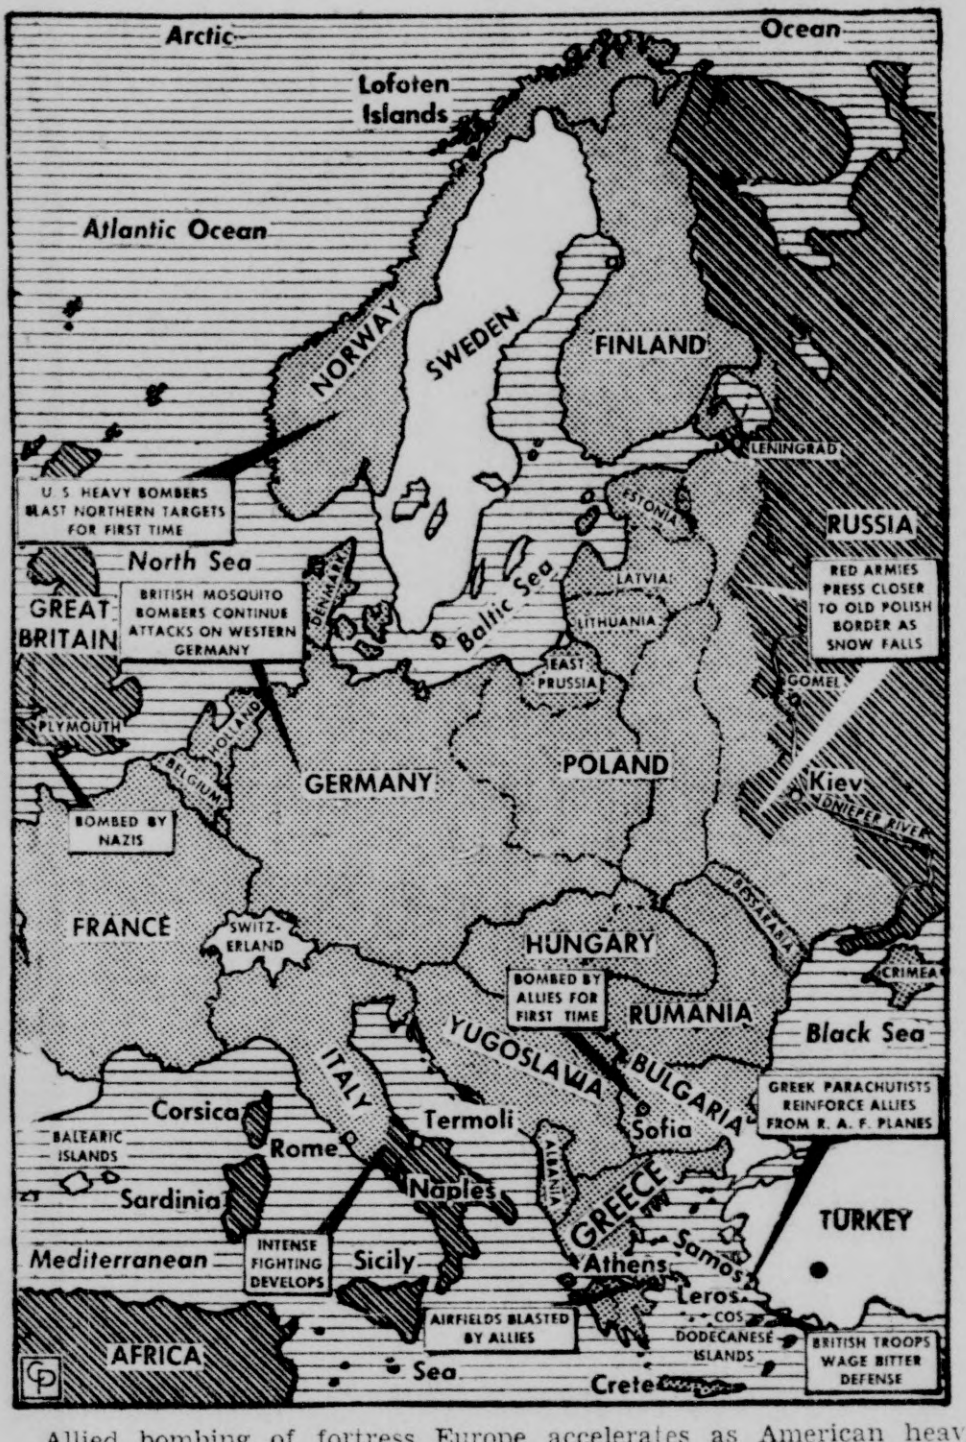 Arctic
Ocean
Lofoten
Islands
Atlantic Ocean
NORWAY
SWEDEN
FINLAND
LENINGRAD
U. S. HEAVY BOMBERS
BLAST NORTHERN TARGETS
FOR FIRST TIME
ESTONIA
RUSSIA
North Sea
DENMARK
Baltic Sea
LATVIA
LITHUANIA
RED ARMIES
PRESS CLOSER
TO OLD POLISH
BORDER AS
SNOW FALLS
GREAT
BRITAIN
BRITISH MOSQUITO
BOMBERS CONTINUE
ATTACKS ON WESTERN
GERMANY
EAST
PRUSSIA
GOMEL
PLYMOUTH
HOLLAND
BELGIUM
GERMANY
POLAND
Kiev
DNIEPER RIVER
BOMBED BY
NAZIS
FRANCE
SWITZ-
ERLAND
HUNGARY
BESSARABIA
CRIMEA
BOMBED BY
ALLIES FOR
FIRST TIME
RUMANIA
Black Sea
YUGOSLAVIA
BULGARIA
ITALY
Corsica
Termoli
Sofia
GREEK PARACHUTISTS
REINFORCE ALLIES
FROM R. A. F. PLANES
BALEARIC
ISLANDS
Rome
ALBANIA
Sardinia
Naples
GREECE
TURKEY
Mediterranean
INTENSE
FIGHTING
DEVELOPS
Sicily
Athens
Samos
Leros
COS
DODECANESE
ISLANDS
AIRFIELDS BLASTED
BY ALLIES
BRITISH TROOPS
WAGE BITTER
DEFENSE
AFRICA
Sea
Crete
CP
Allied bombing of fortress Europe accelerates as American heav